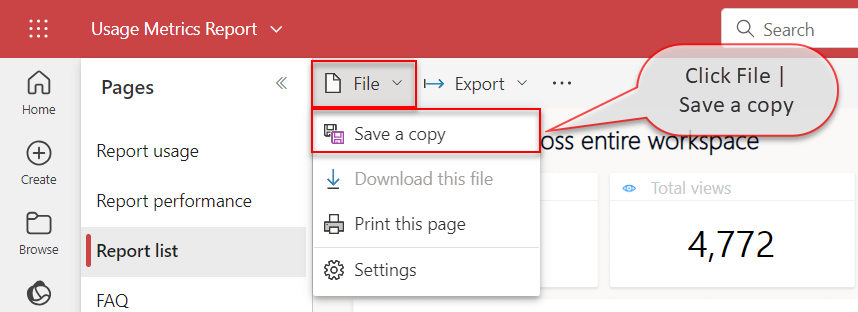 Usage Metrics Report
Search
Home
Create
Browse
Pages
Report usage
Report performance
Report list
FAQ
File
Export
Save a copy
Download this file
Print this page
Settings
Click File |
Save a copy
oss entire workspace
Total views
4,772